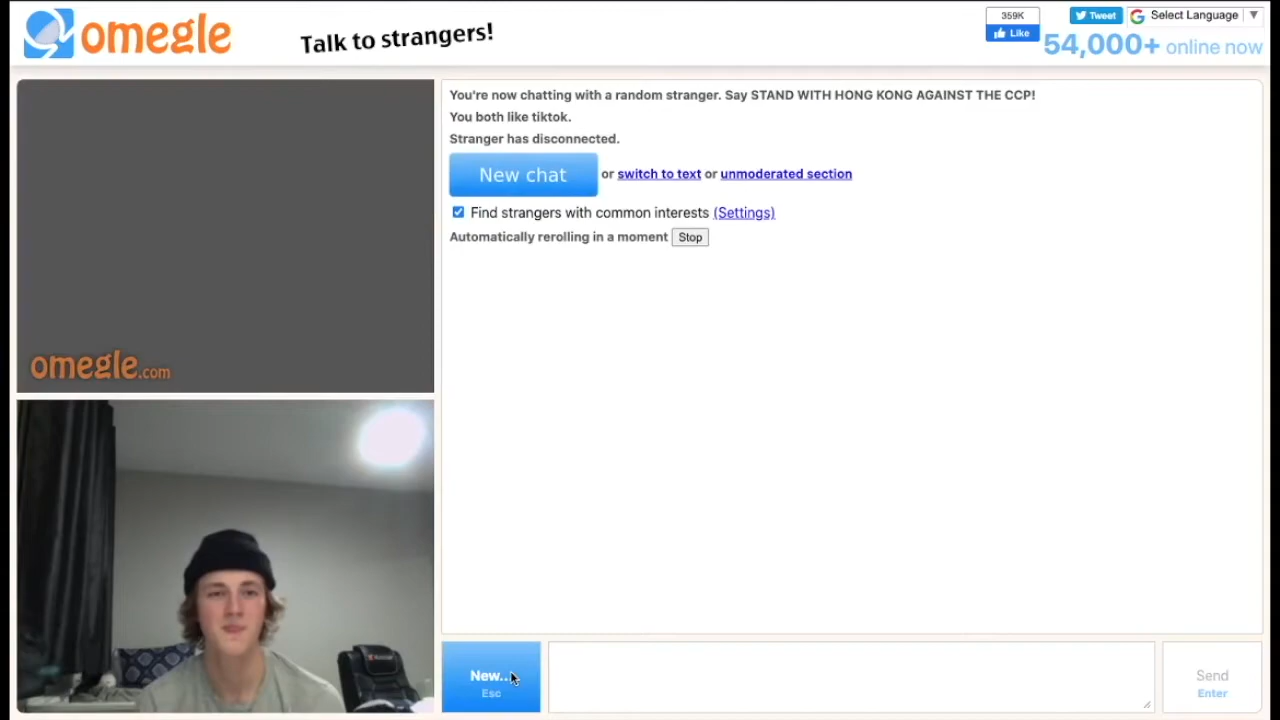 omegle
Talk to strangers!
359K
Like
Tweet
G Select Language ▼
54,000+ online now
You're now chatting with a random stranger. Say STAND WITH HONG KONG AGAINST THE CCP!
You both like tiktok.
Stranger has disconnected.
New chat or switch to text or unmoderated section
Find strangers with common interests (Settings)
Automatically rerolling in a moment Stop
omegle.com
New...
Esc
Send
Enter